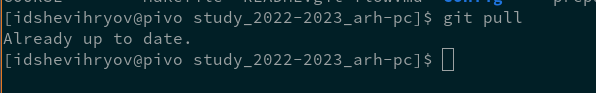 [idshevihryov@pivo study_2022-2023_arh-pc]$ git pull
Already up to date.
[idshevihryov@pivo study_2022-2023_arh-pc]$